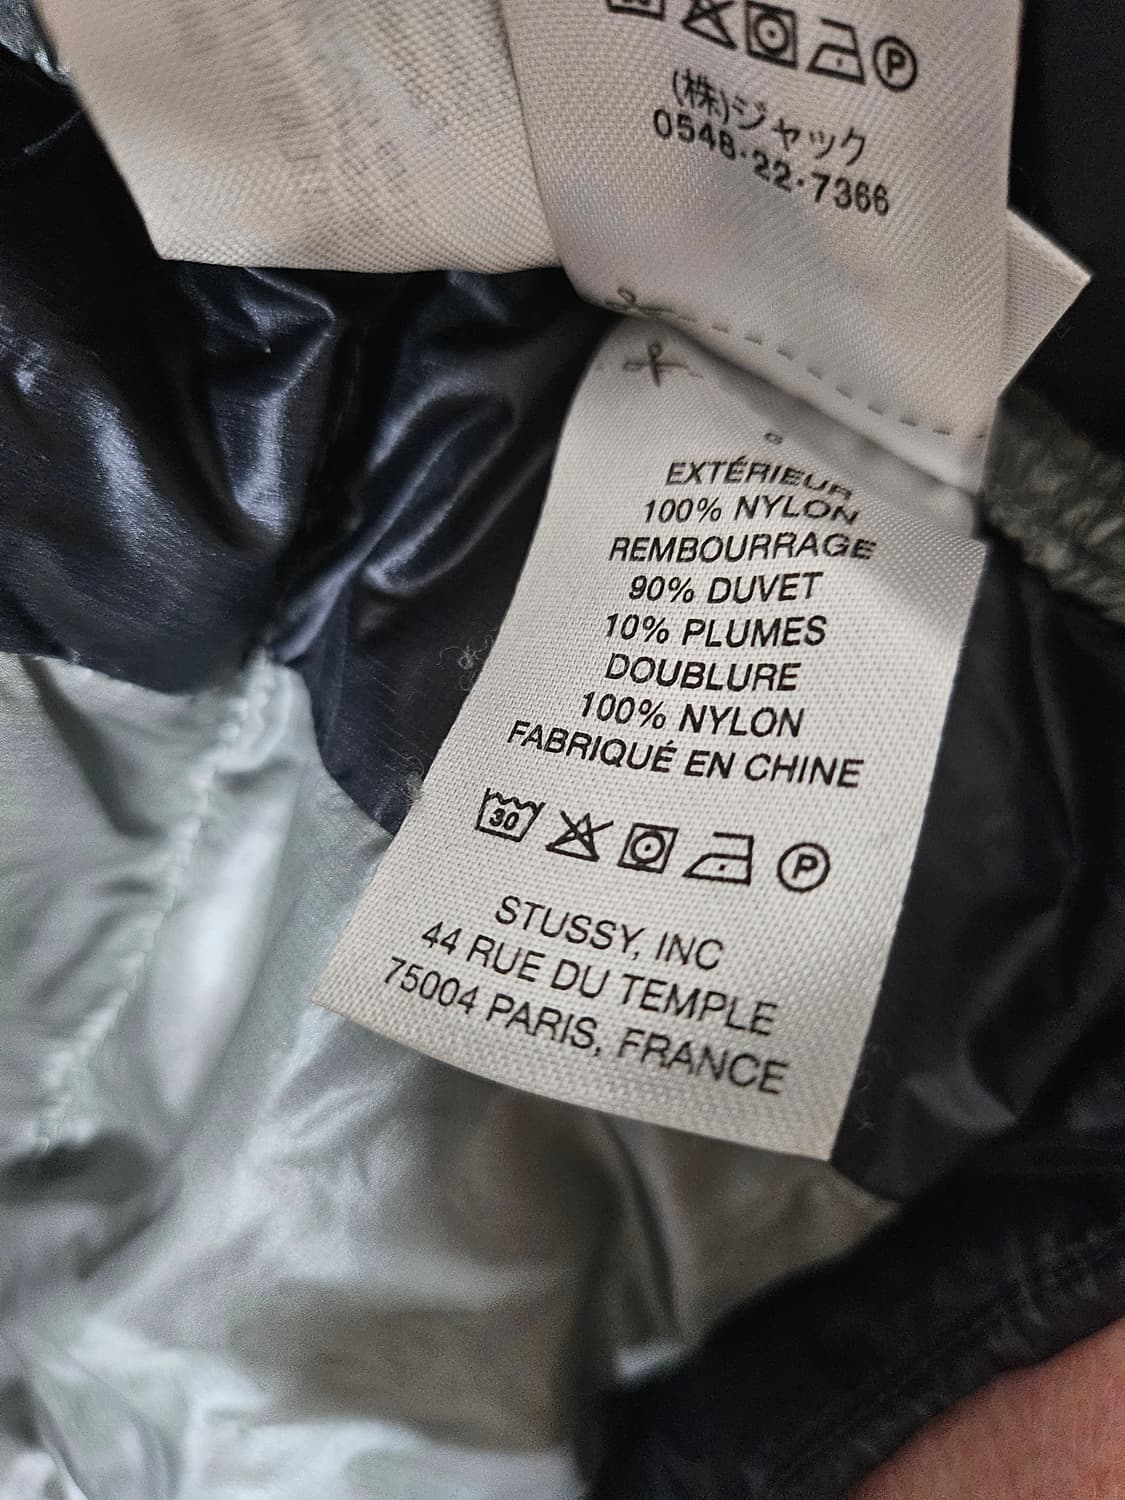 (株)ジャック
0548·22·7366
G
EXTÉRIEUR
100% NYLON
REMBOURRAGE
90% DUVET
10% PLUMES
DOUBLURE
100% NYLON
FABRIQUÉ EN CHINE
30
P
STUSSY, INC
44 RUE DU TEMPLE
75004 PARIS, FRANCE